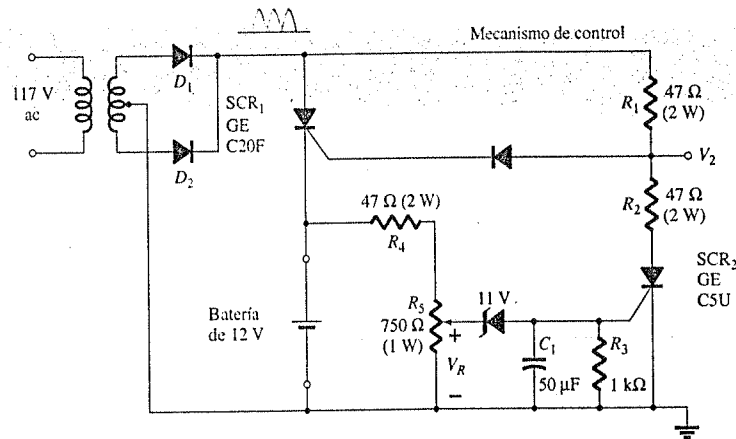 Mecanismo de control
117 V
ac
D₁
D₂
SCR₁
GE
C20F
47 Ω
(2 W)
R₁
V₂
47 Ω
(2 W)
R₂
47 Ω (2 W)
R₄
SCR₂
GE
C5U
Batería
de 12 V
R₅
750 Ω
(1 W)
+
V_R
−
11 V
C₁
50 µF
R₃
1 kΩ